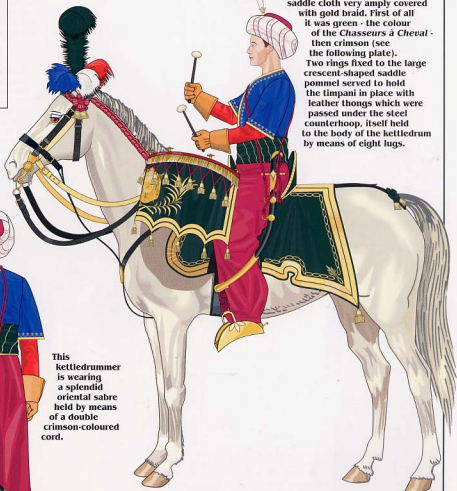 saddle cloth very amply covered
with gold braid. First of all
it was green - the colour
of the Chasseurs à Cheval -
then crimson (see
the following plate).
Two rings fixed to the large
crescent-shaped saddle
pommel served to hold
the timpani in place with
leather thongs which were
passed under the steel
counterhoop, itself held
to the body of the kettledrum
by means of eight lugs.
This
kettledrummer
is wearing
a splendid
oriental sabre
held by means
of a double
crimson-coloured
cord.